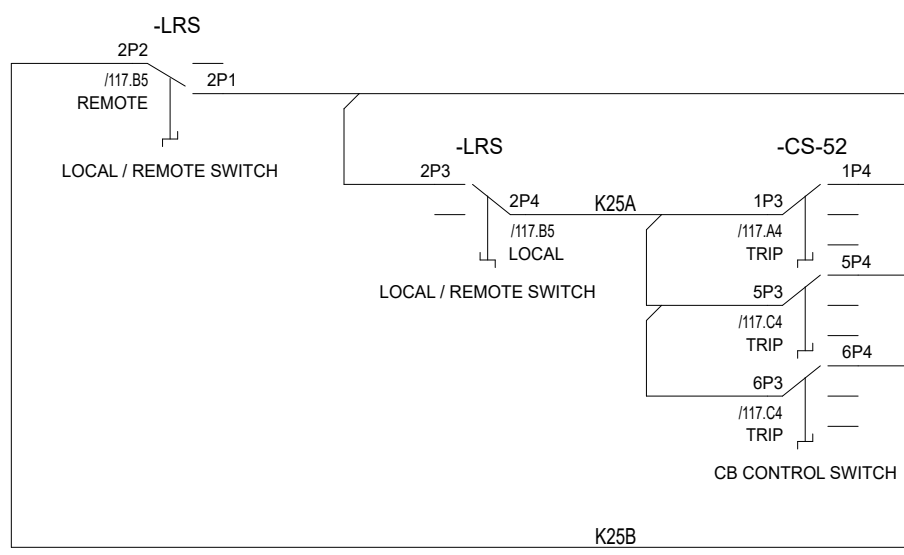 -LRS
2P2
/117.B5
2P1
REMOTE
LOCAL / REMOTE SWITCH
-LRS
-CS-52
2P3
1P4
2P4
K25A
1P3
/117.B5
/117.A4
LOCAL
TRIP
5P4
LOCAL / REMOTE SWITCH
5P3
/117.C4
TRIP
6P4
6P3
/117.C4
TRIP
CB CONTROL SWITCH
K25B